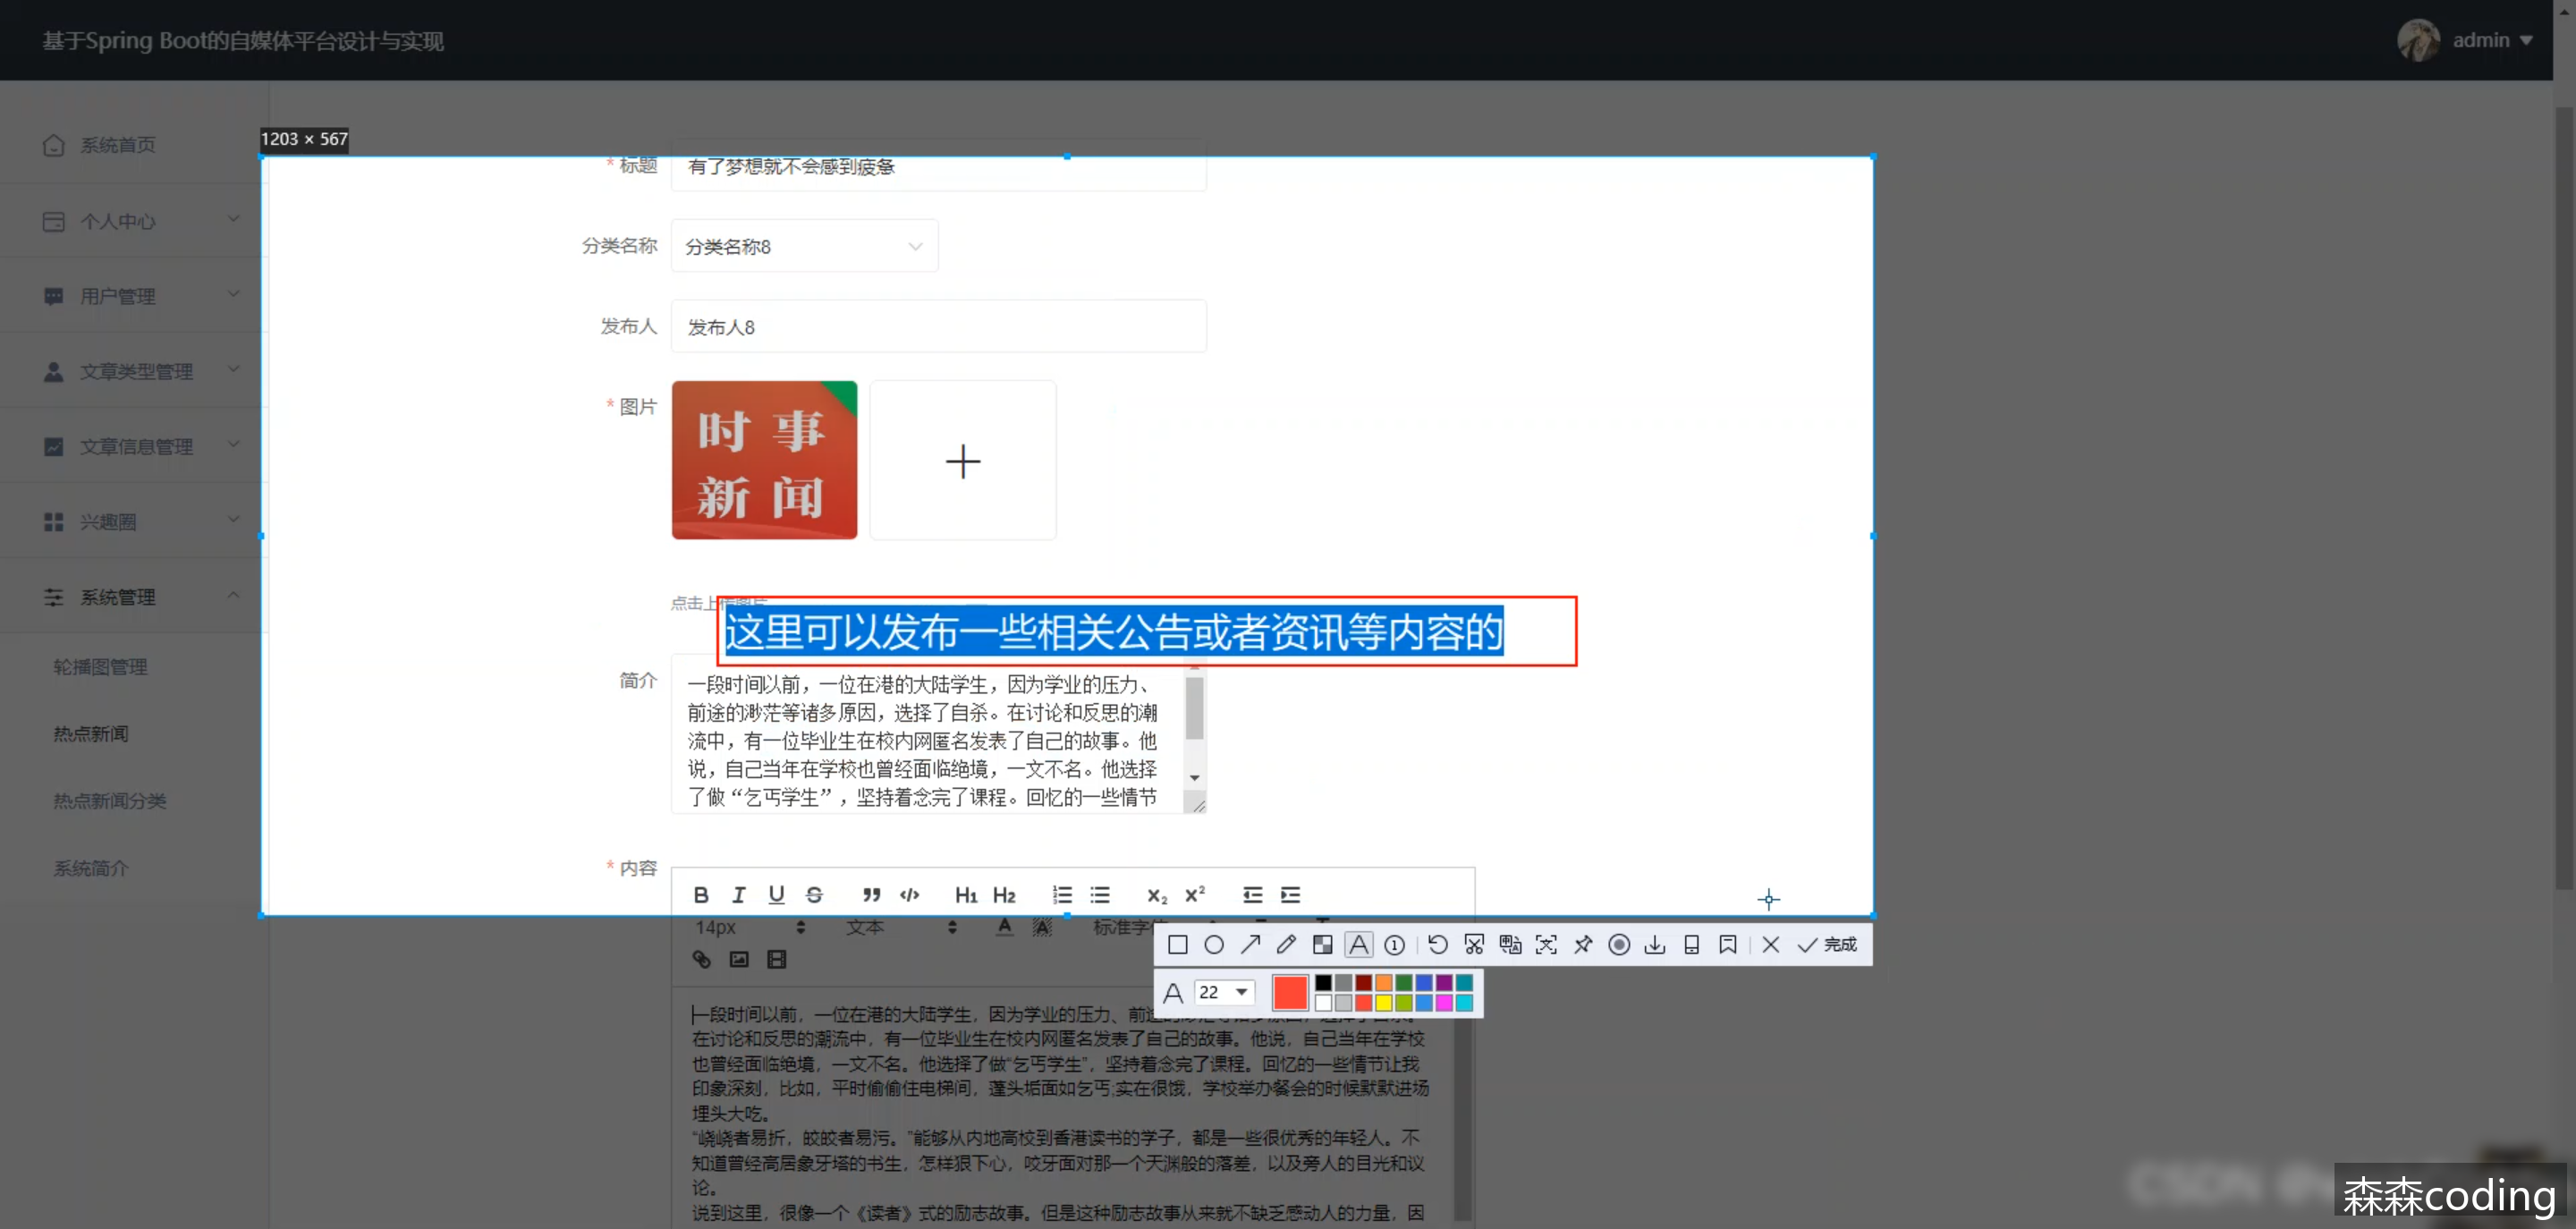 基于Spring Boot的自媒体平台设计与实现
admin
系统首页
个人中心
用户管理
文章类型管理
文章信息管理
兴趣圈
系统管理
轮播图管理
热点新闻
热点新闻分类
系统简介
1203 × 567
* 标题
有了梦想就不会感到疲惫
分类名称
分类名称8
发布人
发布人8
* 图片
时事
新闻
点击上传图片
这里可以发布一些相关公告或者资讯等内容的
简介
一段时间以前，一位在港的大陆学生，因为学业的压力、
前途的渺茫等诸多原因，选择了自杀。在讨论和反思的潮
流中，有一位毕业生在校内网匿名发表了自己的故事。他
说，自己当年在学校也曾经面临绝境，一文不名。他选择
了做“乞丐学生”，坚持着念完了课程。回忆的一些情节
* 内容
B I U S H1 H2 X2 X2
14px 文本 A A 标准字体
完成
A 22
一段时间以前，一位在港的大陆学生，因为学业的压力、前途
在讨论和反思的潮流中，有一位毕业生在校内网匿名发表了自己的故事。他说，自己当年在学校
也曾经面临绝境，一文不名。他选择了做“乞丐学生”，坚持着念完了课程。回忆的一些情节让我
印象深刻，比如，平时偷偷住电梯间，蓬头垢面如乞丐;实在很饿，学校举办餐会的时候默默进场
埋头大吃。
“峣峣者易折，皎皎者易污。”能够从内地高校到香港读书的学子，都是一些很优秀的年轻人。不
知道曾经高居象牙塔的书生，怎样狠下心，咬牙面对那一个天渊般的落差，以及旁人的目光和议
论。
说到这里，很像一个《读者》式的励志故事。但是这种励志故事从来就不缺乏感动人的力量，因
CSDN
森森coding